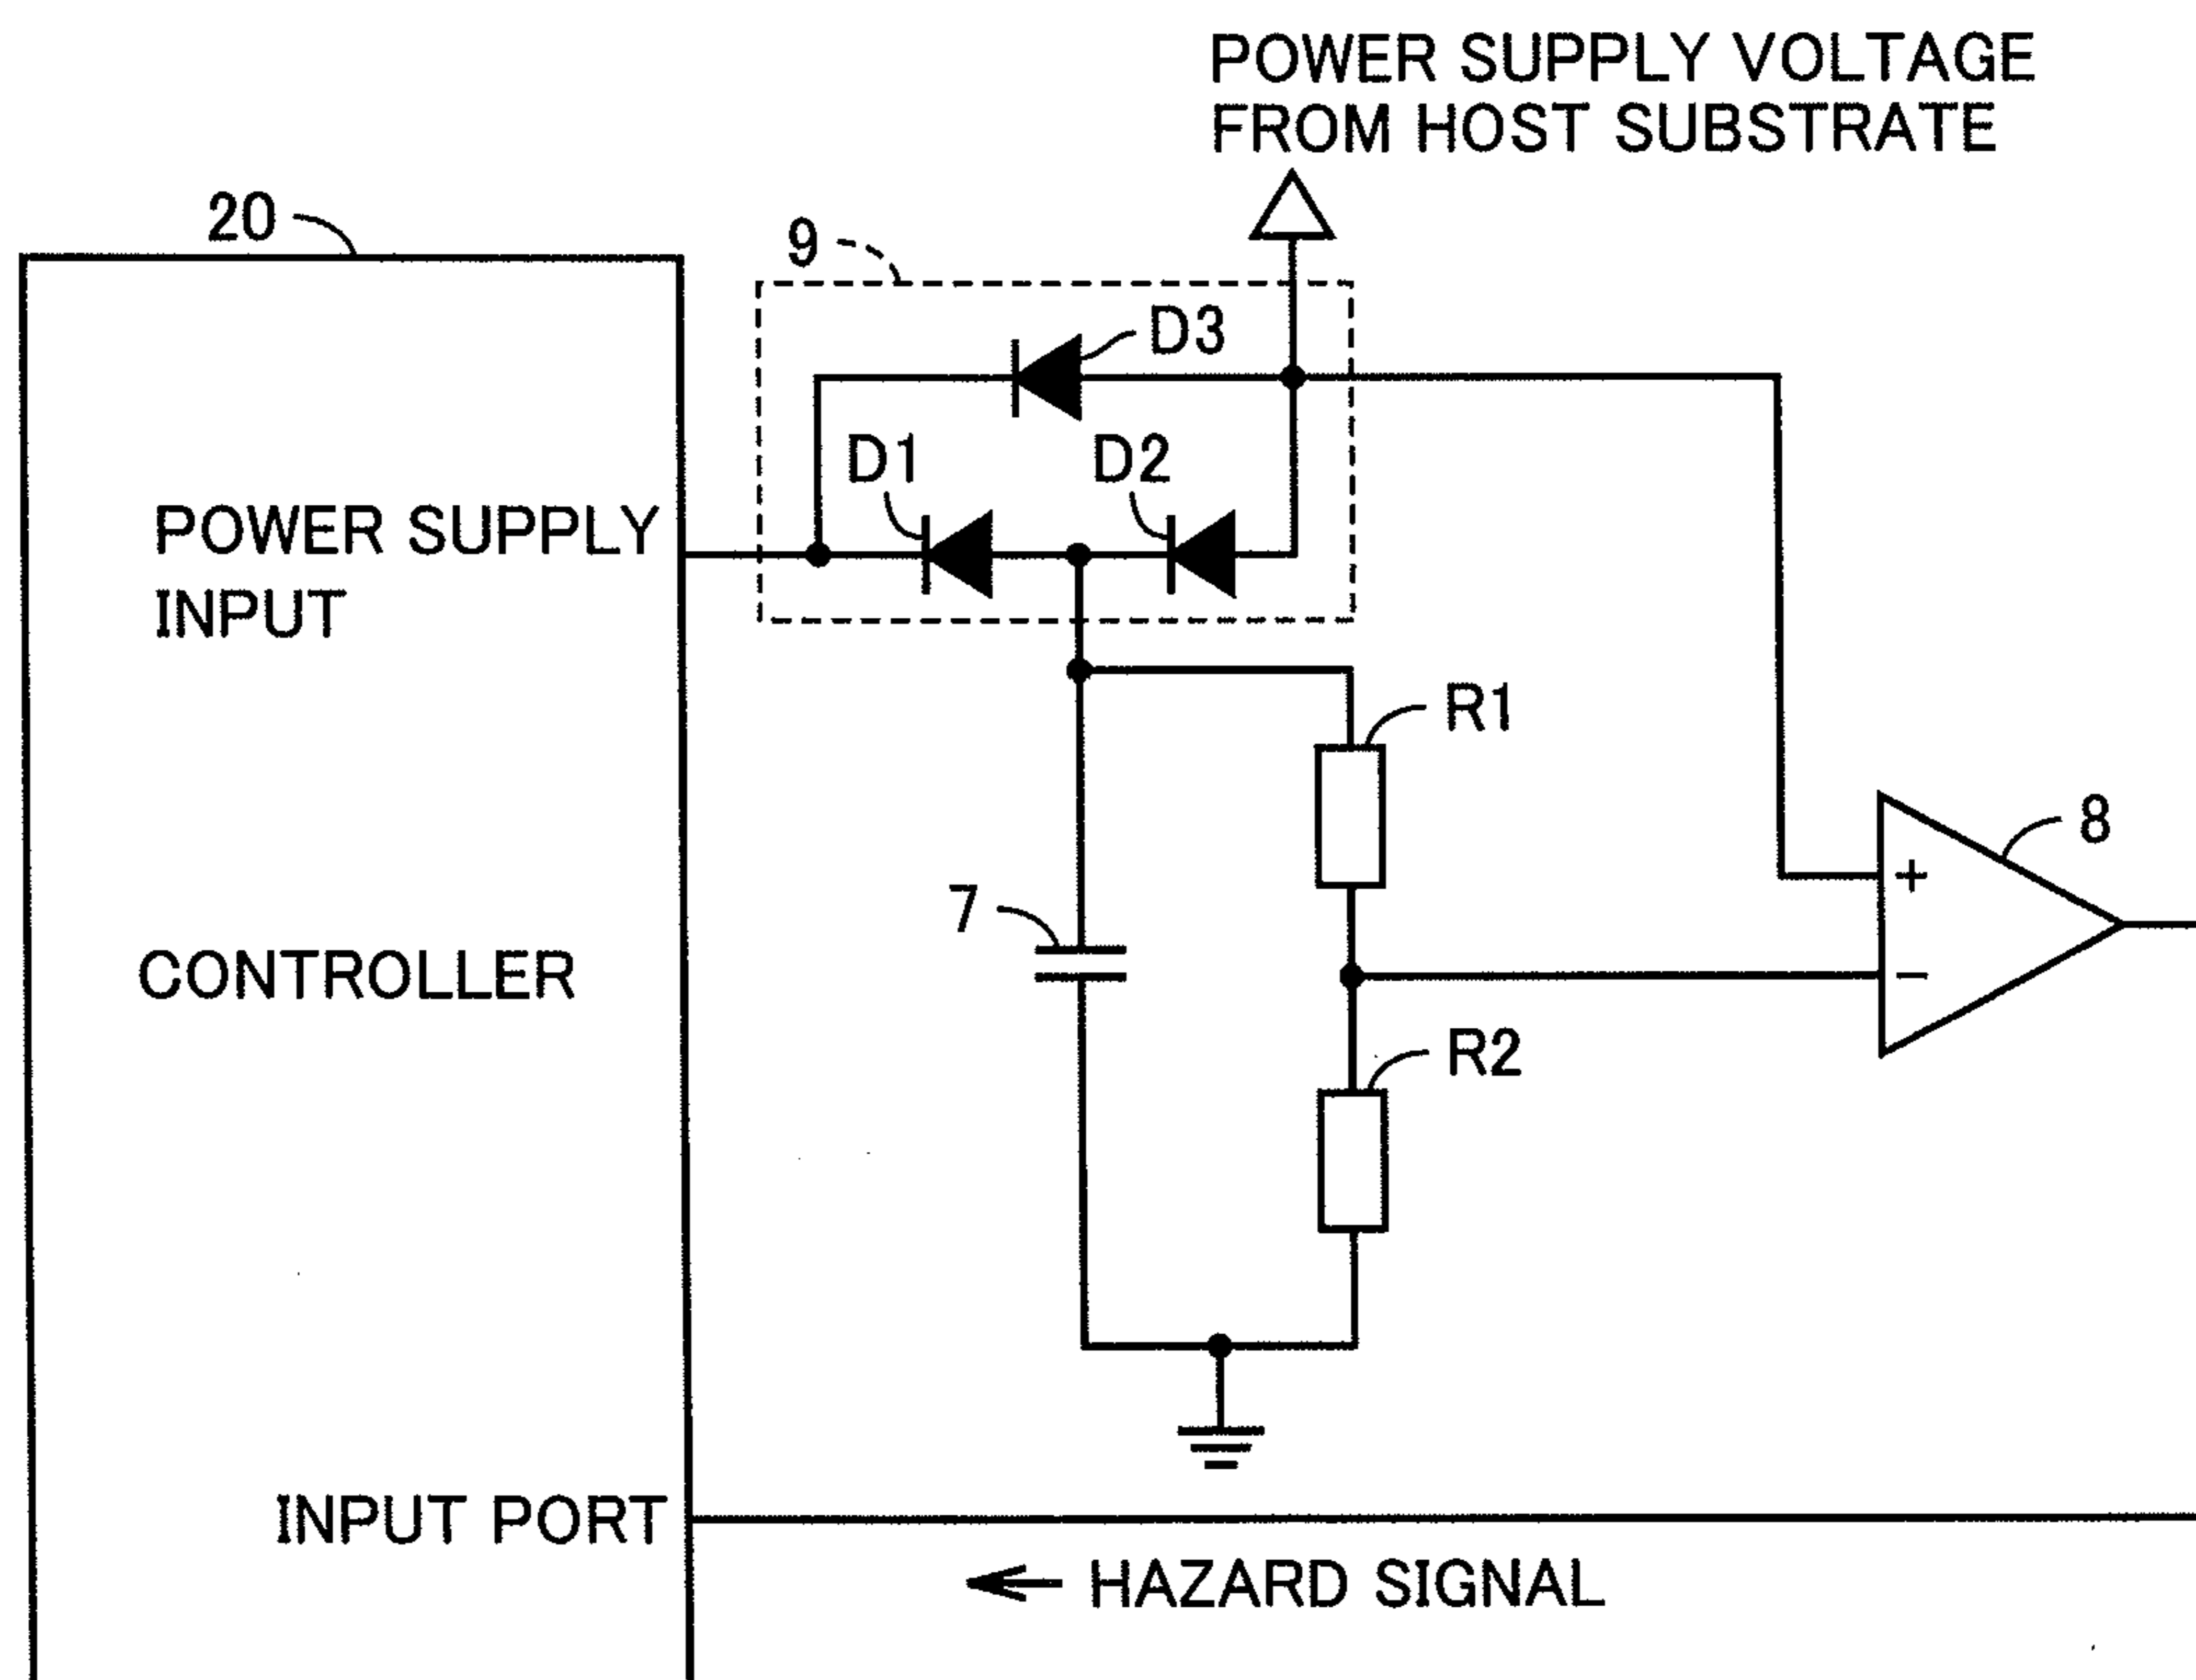 POWER SUPPLY VOLTAGE
FROM HOST SUBSTRATE
20
9
D3
D1
D2
POWER SUPPLY
INPUT
R1
8
+
7
CONTROLLER
−
R2
INPUT PORT
← HAZARD SIGNAL